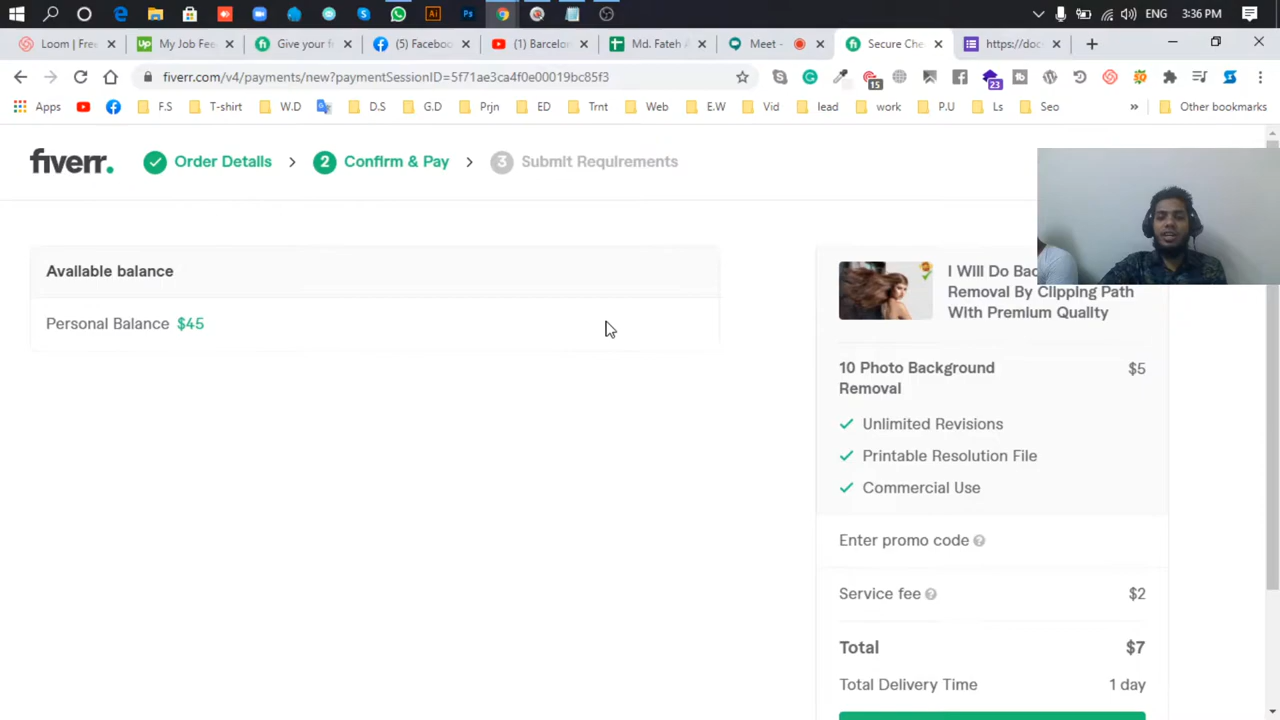 ENG
3:36 PM
Loom | Free
My Job Fee
Give your f
(5) Faceboo
(1) Barcelon
Md. Fateh A
Meet -
Secure Che
https://doc
fiverr.com/v4/payments/new?paymentSessionID=5f71ae3ca4f0e00019bc85f3
15
23
Apps
F.S
T-shirt
W.D
D.S
G.D
Prjn
ED
Trnt
Web
E.W
Vid
lead
work
P.U
Ls
Seo
»
Other bookmarks
fiverr.
Order Details
2 Confirm & Pay
3 Submit Requirements
Available balance
Personal Balance $45
I Will Do Bac
Removal By Clipping Path
With Premium Quality
10 Photo Background
Removal
$5
Unlimited Revisions
Printable Resolution File
Commercial Use
Enter promo code ?
Service fee ? $2
Total $7
Total Delivery Time 1 day